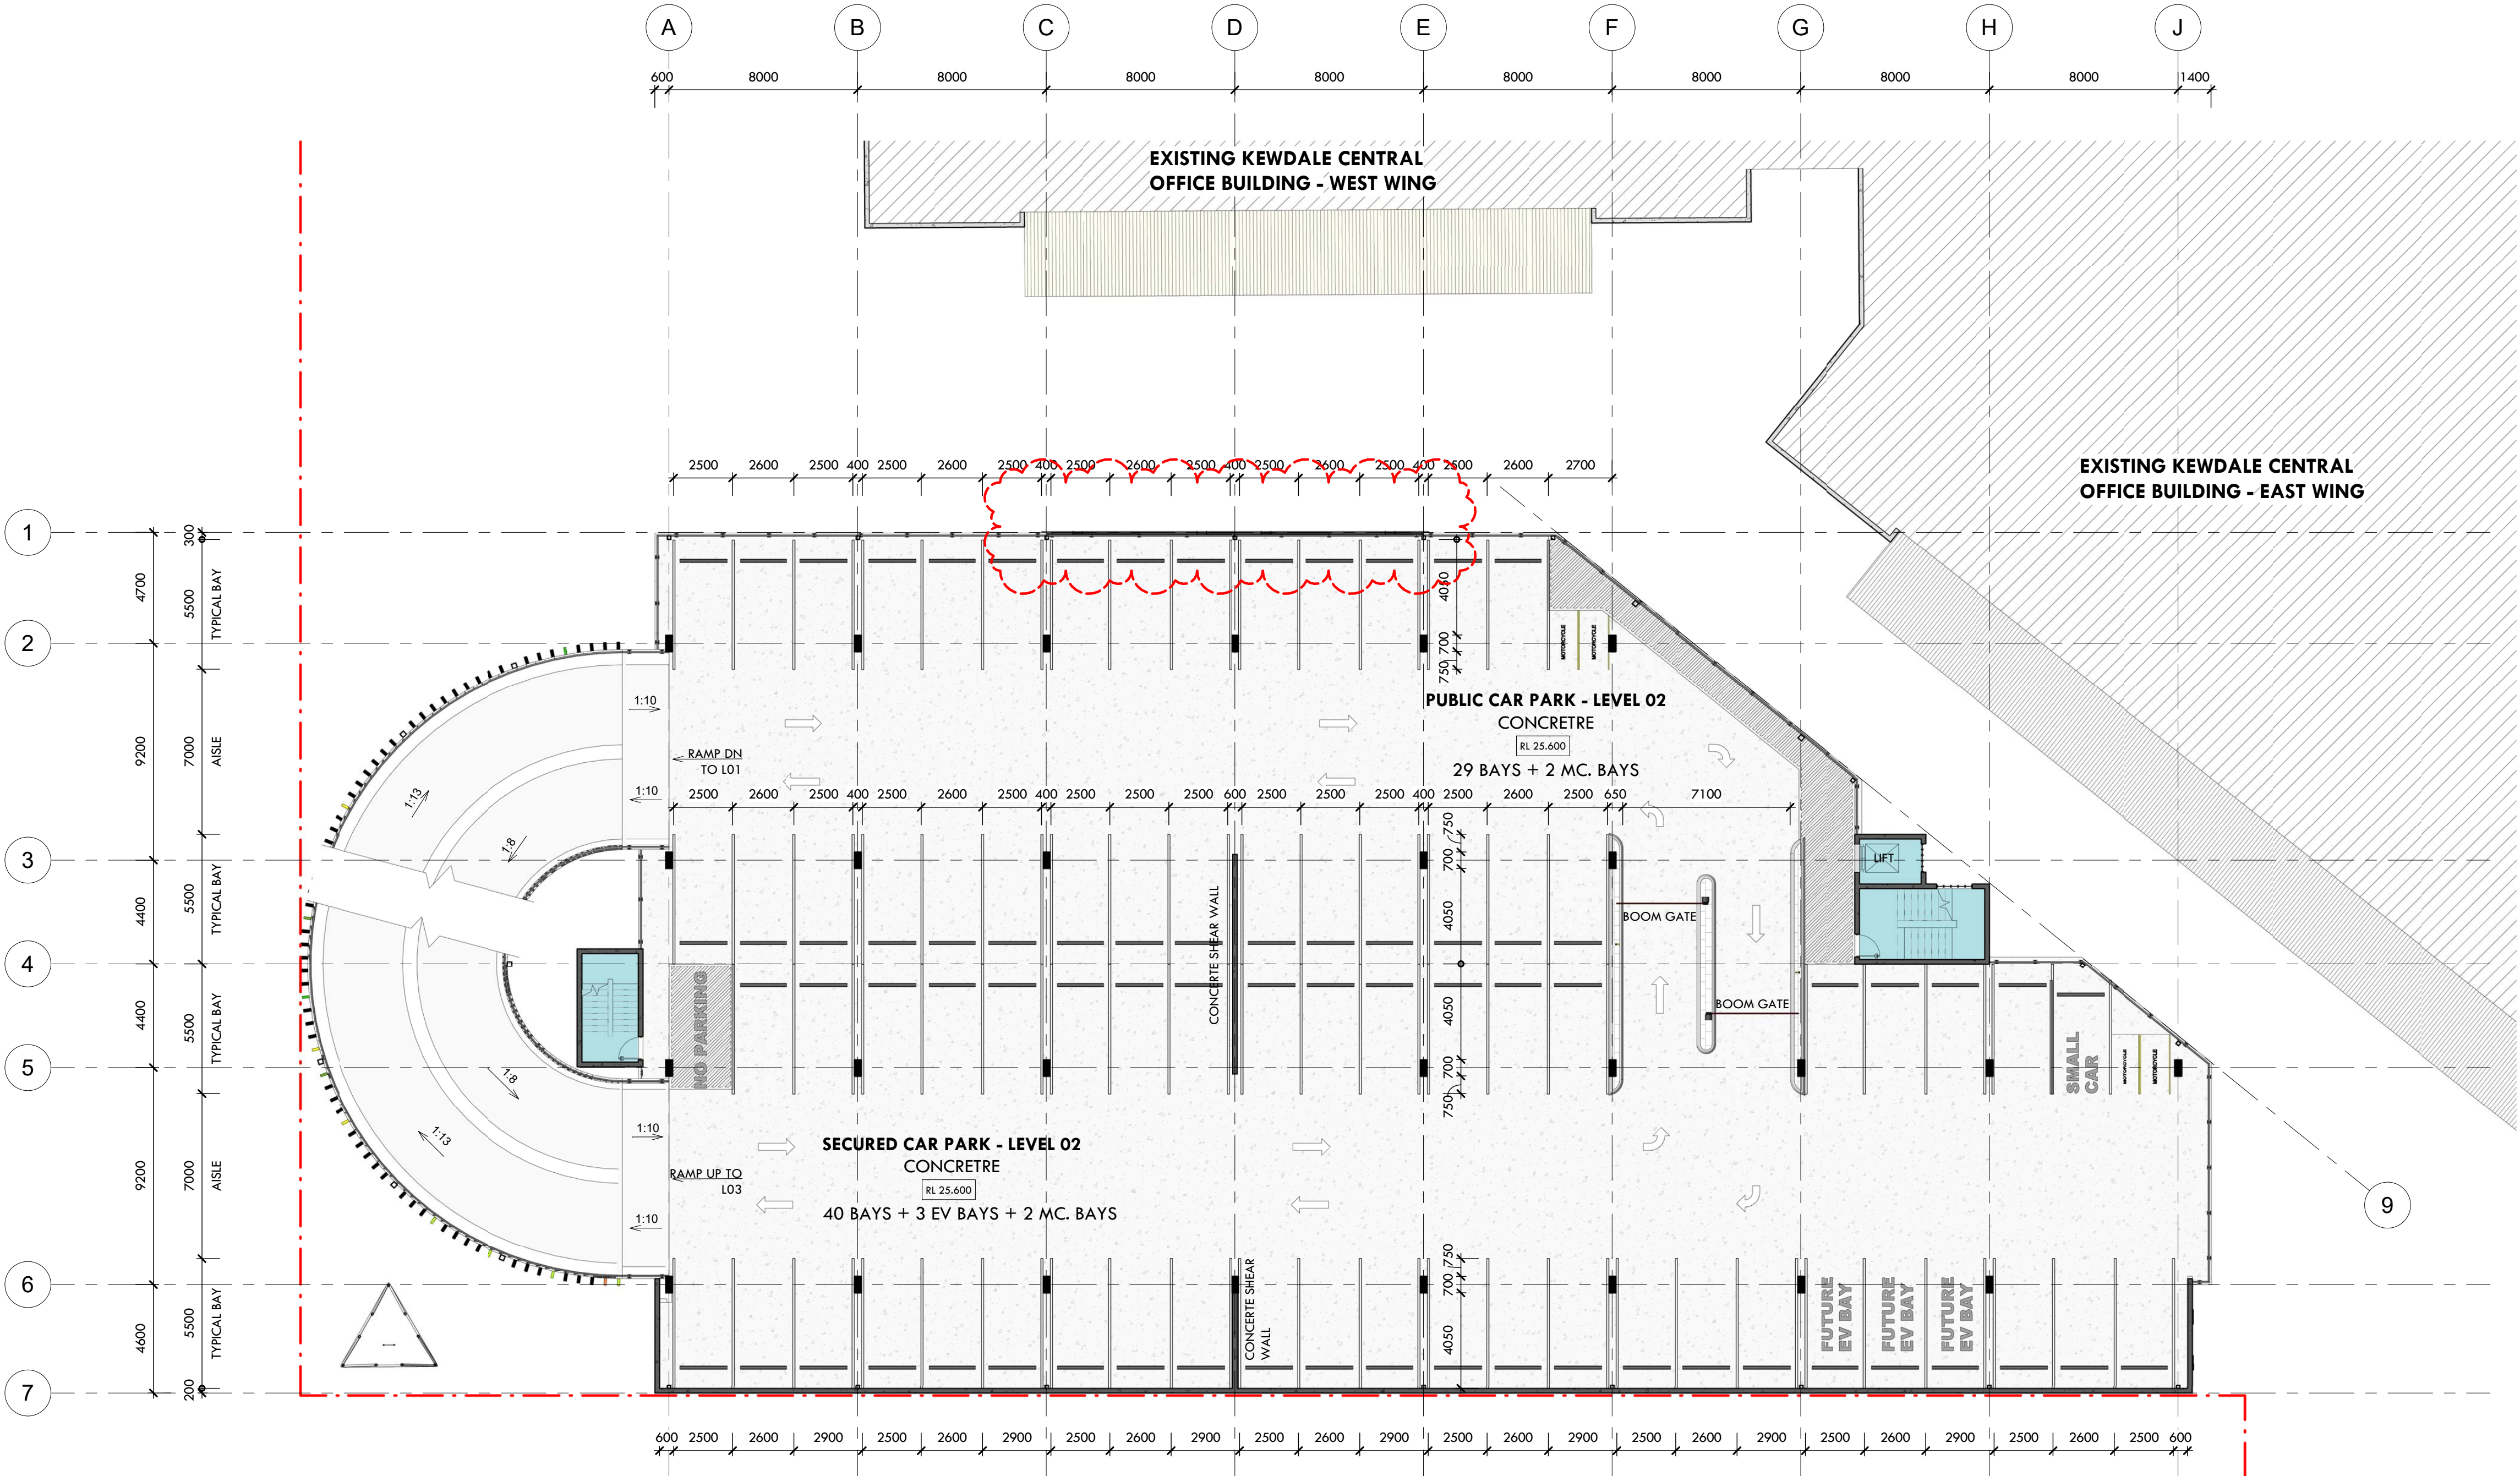 A B C D E F G H J
600 8000 8000 8000 8000 8000 8000 8000 8000 1400
EXISTING KEWDALE CENTRAL
OFFICE BUILDING - WEST WING
EXISTING KEWDALE CENTRAL
OFFICE BUILDING - EAST WING
2500 2600 2500 400 2500 2600 2500 400 2500 2600 2500 400 2500 2600 2500 400 2500 2600 2700
1
300
4700
5500
TYPICAL BAY
4050
2
700
750
MOTORCYCLE
MOTORCYCLE
PUBLIC CAR PARK - LEVEL 02
CONCRETRE
RL 25.600
29 BAYS + 2 MC. BAYS
1:10
RAMP DN
TO L01
1:10
9200
7000
AISLE
1:13
1:8
2500 2600 2500 400 2500 2600 2500 400 2500 2500 2500 600 2500 2500 2500 400 2500 2600 2500 650 7100
750
3
700
LIFT
4400
5500
TYPICAL BAY
CONCERTE SHEAR WALL
4050
BOOM GATE
4
NO PARKING
BOOM GATE
4400
5500
TYPICAL BAY
4050
SMALL
CAR
MOTORCYCLE
MOTORCYCLE
5
700
750
1:8
1:13
1:10
SECURED CAR PARK - LEVEL 02
CONCRETRE
RL 25.600
40 BAYS + 3 EV BAYS + 2 MC. BAYS
RAMP UP TO
L03
1:10
9200
7000
AISLE
9
750
6
700
4600
5500
TYPICAL BAY
CONCERTE SHEAR
WALL
4050
FUTURE
EV BAY
FUTURE
EV BAY
FUTURE
EV BAY
7
200
600 2500 2600 2900 2500 2600 2900 2500 2600 2900 2500 2600 2900 2500 2600 2900 2500 2600 2900 2500 2600 2900 2500 2600 2500 600